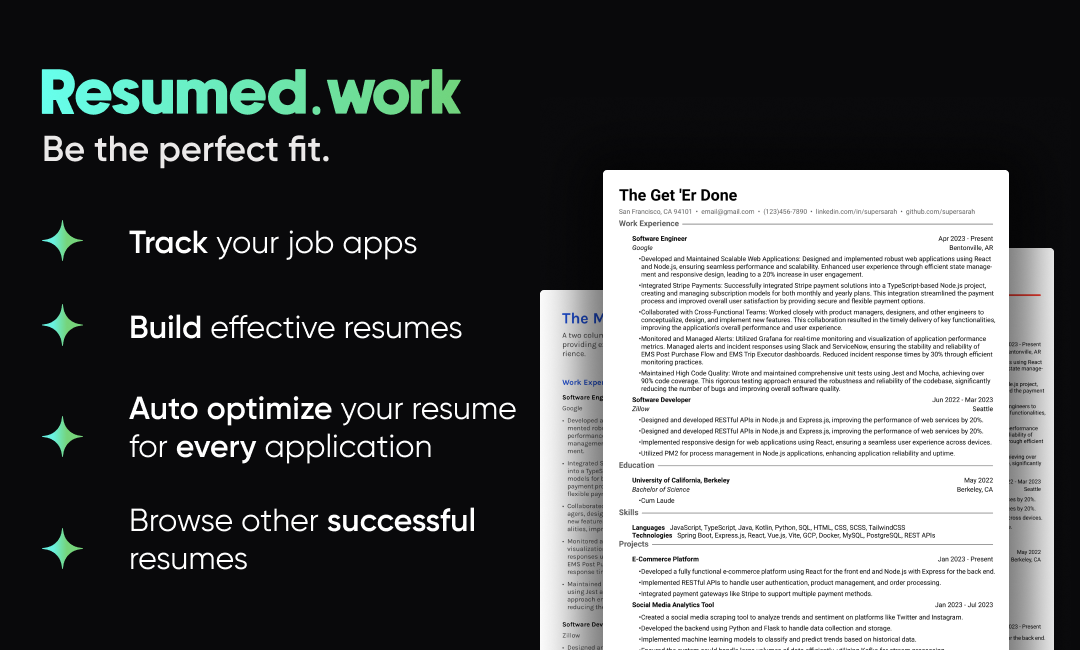 Resumed.work
Be the perfect fit.
Track your job apps
Build effective resumes
Auto optimize your resume
for every application
Browse other successful
resumes
The Get 'Er Done
San Francisco, CA 94101 • email@gmail.com • (123)456-7890 • linkedin.com/in/supersarah • github.com/supersarah
Work Experience
Software Engineer Apr 2023 - Present
Google Bentonville, AR
•Developed and Maintained Scalable Web Applications: Designed and implemented robust web applications using React
and Node.js, ensuring seamless performance and scalability. Enhanced user experience through efficient state manage-
ment and responsive design, leading to a 20% increase in user engagement.
•Integrated Stripe Payments: Successfully integrated Stripe payment solutions into a TypeScript-based Node.js project,
creating and managing subscription models for both monthly and yearly plans. This integration streamlined the payment
process and improved overall user satisfaction by providing secure and flexible payment options.
•Collaborated with Cross-Functional Teams: Worked closely with product managers, designers, and other engineers to
conceptualize, design, and implement new features. This collaboration resulted in the timely delivery of key functionalities,
improving the application's overall performance and user experience.
•Monitored and Managed Alerts: Utilized Grafana for real-time monitoring and visualization of application performance
metrics. Managed alerts and incident responses using Slack and ServiceNow, ensuring the stability and reliability of
EMS Post Purchase Flow and EMS Trip Executor dashboards. Reduced incident response times by 30% through efficient
monitoring practices.
•Maintained High Code Quality: Wrote and maintained comprehensive unit tests using Jest and Mocha, achieving over
90% code coverage. This rigorous testing approach ensured the robustness and reliability of the codebase, significantly
reducing the number of bugs and improving overall software quality.
Software Developer Jun 2022 - Mar 2023
Zillow Seattle
•Designed and developed RESTful APIs in Node.js and Express.js, improving the performance of web services by 20%.
•Designed and developed RESTful APIs in Node.js and Express.js, improving the performance of web services by 20%.
•Implemented responsive design for web applications using React, ensuring a seamless user experience across devices.
•Utilized PM2 for process management in Node.js applications, enhancing application reliability and uptime.
Education
University of California, Berkeley May 2022
Bachelor of Science Berkeley, CA
•Cum Laude
Skills
Languages JavaScript, TypeScript, Java, Kotlin, Python, SQL, HTML, CSS, SCSS, TailwindCSS
Technologies Spring Boot, Express.js, React, Vue.js, Vite, GCP, Docker, MySQL, PostgreSQL, REST APIs
Projects
E-Commerce Platform Jan 2023 - Present
•Developed a fully functional e-commerce platform using React for the front end and Node.js with Express for the back end.
•Implemented RESTful APIs to handle user authentication, product management, and order processing.
•Integrated payment gateways like Stripe to support multiple payment methods.
Social Media Analytics Tool Jan 2023 - Jul 2023
•Created a social media scraping tool to analyze trends and sentiment on platforms like Twitter and Instagram.
•Developed the backend using Python and Flask to handle data collection and storage.
•Implemented machine learning models to classify and predict trends based on historical data.